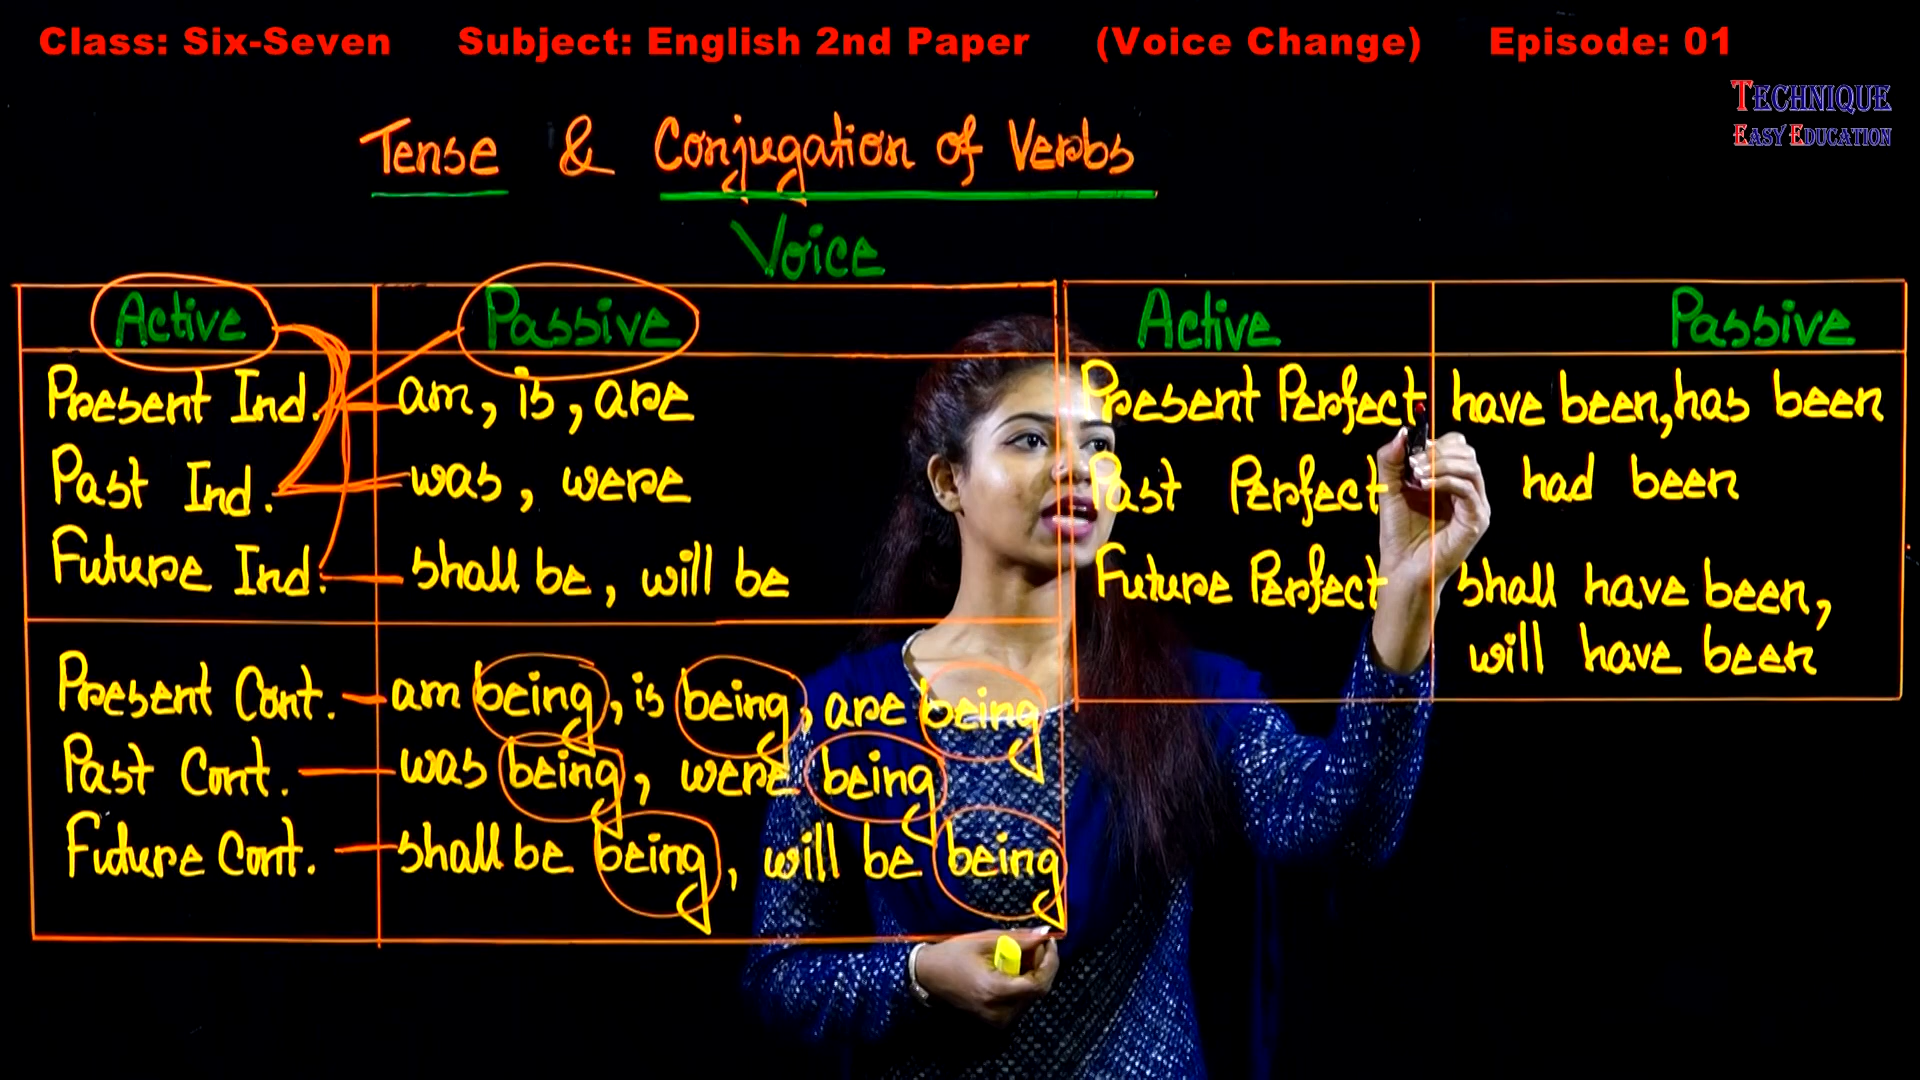 Class: Six-Seven Subject: English 2nd Paper (Voice Change) Episode: 01
TECHNIQUE
EASY EDUCATION
Tense & Conjugation of Verbs
Voice
Active Passive
Present Ind. am, is, are
Past Ind. was, were
Future Ind. shall be, will be
Present Cont. am being, is being, are being
Past Cont. was being, were being
Future Cont. shall be being, will be being
Active Passive
Present Perfect have been, has been
Past Perfect had been
Future Perfect shall have been,
will have been